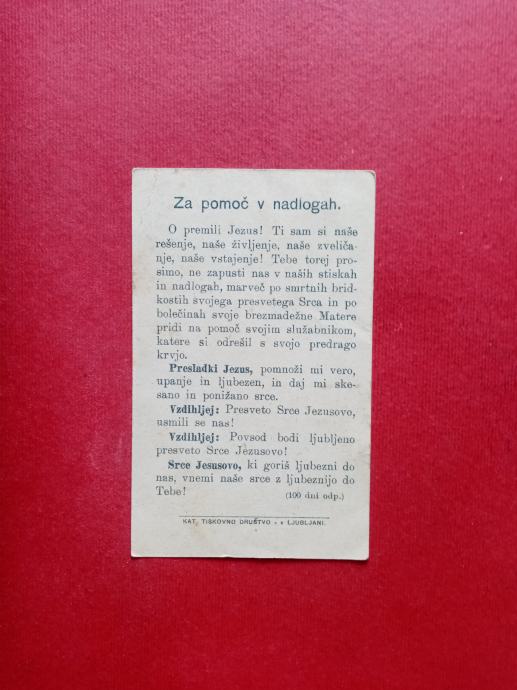 Za pomoč v nadlogah.
O premili Jezus! Ti sam si naše
rešenje, naše življenje, naše zveliča-
nje, naše vstajenje! Tebe torej pro-
simo, ne zapusti nas v naših stiskah
in nadlogah, marveč po smrtnih brid-
kostih svojega presvetega Srca in po
bolečinah svoje brezmadežne Matere
pridi na pomoč svojim služabnikom,
katere si odrešil s svojo predrago
krvjo.
Presladki Jezus, pomnoži mi vero,
upanje in ljubezen, in daj mi ske-
sano in ponižano srce.
Vzdihljej: Presveto Srce Jezusovo,
usmili se nas!
Vzdihljej: Povsod bodi ljubljeno
presveto Srce Jezusovo!
Srce Jesusovo, ki goriš ljubezni do
nas, vnemi naše srce z ljubeznijo do
Tebe! (100 dni odp.)
KAT. TISKOVNO DRUŠTVO - v LJUBLJANI.